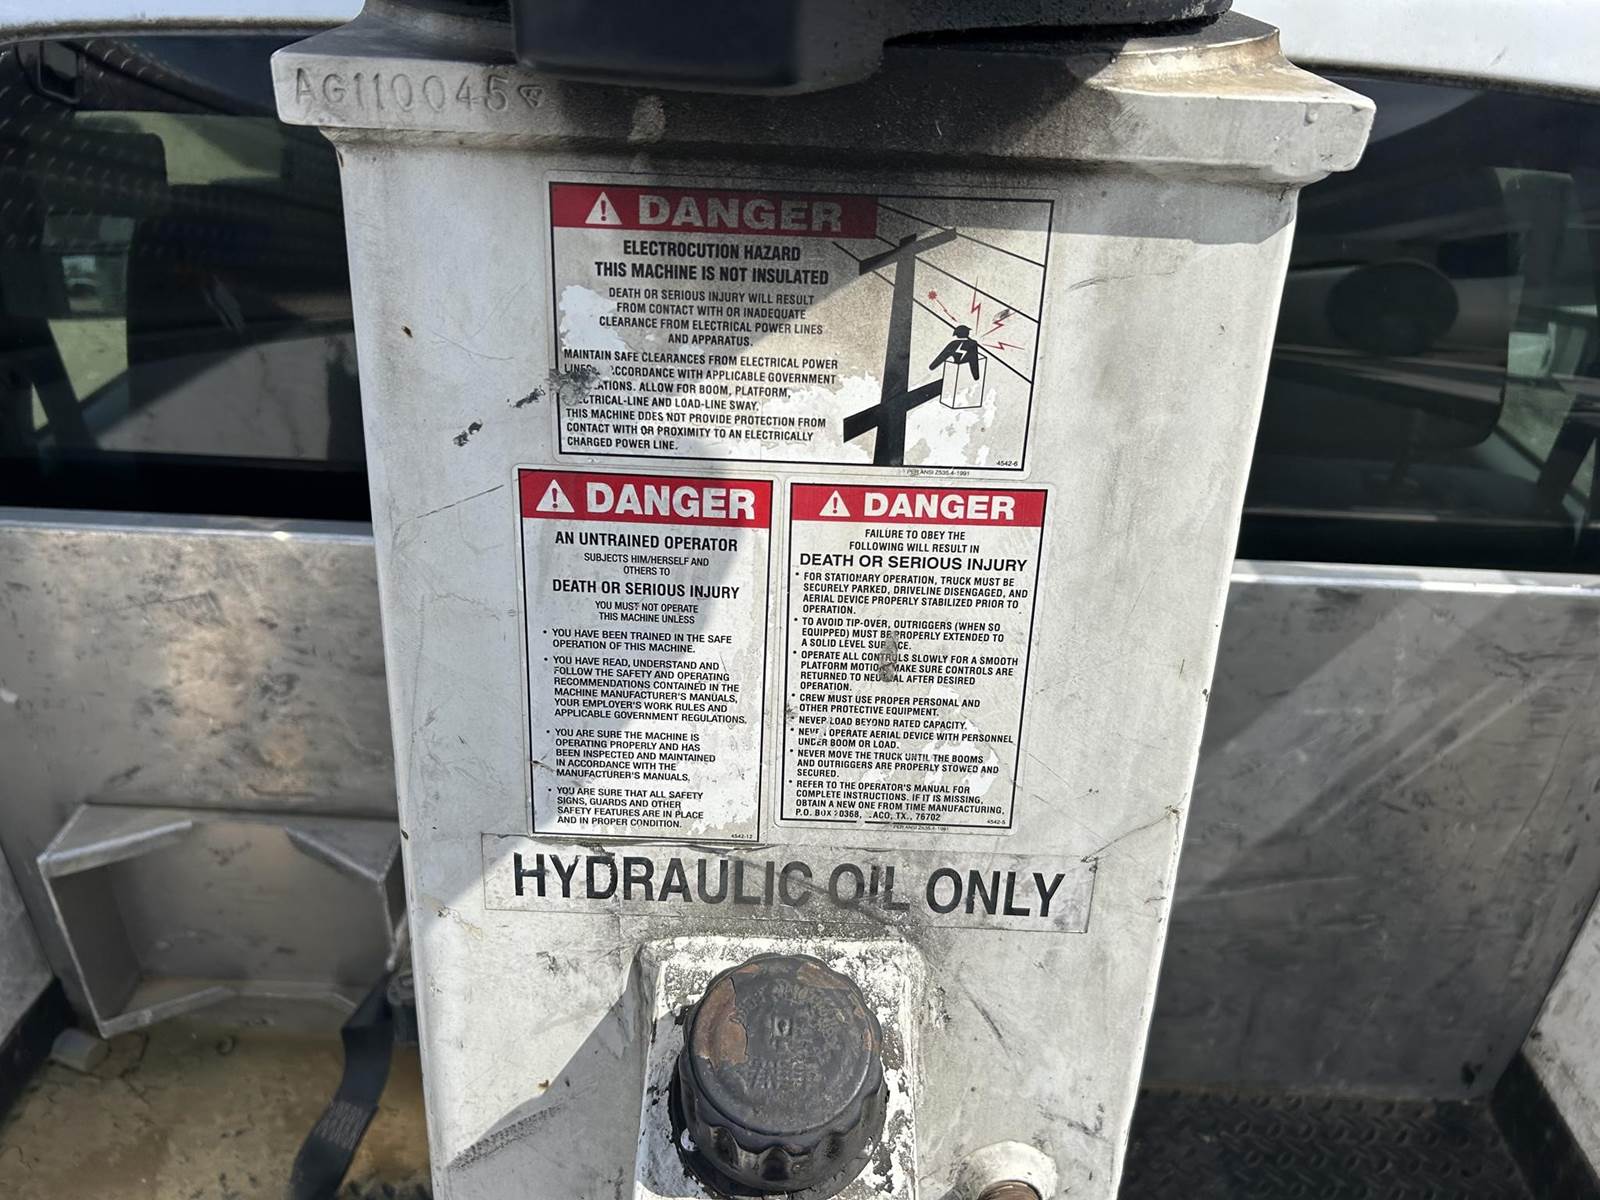 AG110045
DANGER
ELECTROCUTION HAZARD
THIS MACHINE IS NOT INSULATED
DEATH OR SERIOUS INJURY WILL RESULT
FROM CONTACT WITH OR INADEQUATE
CLEARANCE FROM ELECTRICAL POWER LINES
AND APPARATUS.
MAINTAIN SAFE CLEARANCES FROM ELECTRICAL POWER
CCORDANCE WITH APPLICABLE GOVERNMENT
ATIONS. ALLOW FOR BOOM, PLATFORM,
CTRICAL-LINE AND LOAD-LINE SWAY.
THIS MACHINE DOES NOT PROVIDE PROTECTION FROM
CONTACT WITH OR PROXIMITY TO AN ELECTRICALLY
CHARGED POWER LINE.
4542-6
PER ANSI Z535.4-1991
DANGER
AN UNTRAINED OPERATOR
SUBJECTS HIM/HERSELF AND
OTHERS TO
DEATH OR SERIOUS INJURY
YOU MUST NOT OPERATE
THIS MACHINE UNLESS
• YOU HAVE BEEN TRAINED IN THE SAFE
OPERATION OF THIS MACHINE.
• YOU HAVE READ, UNDERSTAND AND
FOLLOW THE SAFETY AND OPERATING
RECOMMENDATIONS CONTAINED IN THE
MACHINE MANUFACTURER'S MANUALS,
YOUR EMPLOYER'S WORK RULES AND
APPLICABLE GOVERNMENT REGULATIONS.
• YOU ARE SURE THE MACHINE IS
OPERATING PROPERLY AND HAS
BEEN INSPECTED AND MAINTAINED
IN ACCORDANCE WITH THE
MANUFACTURER'S MANUALS.
• YOU ARE SURE THAT ALL SAFETY
SIGNS, GUARDS AND OTHER
SAFETY FEATURES ARE IN PLACE
AND IN PROPER CONDITION.
4542-12
DANGER
FAILURE TO OBEY THE
FOLLOWING WILL RESULT IN
DEATH OR SERIOUS INJURY
• FOR STATIONARY OPERATION, TRUCK MUST BE
SECURELY PARKED, DRIVELINE DISENGAGED, AND
AERIAL DEVICE PROPERLY STABILIZED PRIOR TO
OPERATION.
• TO AVOID TIP-OVER, OUTRIGGERS (WHEN SO
EQUIPPED) MUST BE PROPERLY EXTENDED TO
A SOLID LEVEL SURFACE.
• OPERATE ALL CONTROLS SLOWLY FOR A SMOOTH
PLATFORM MOTION. MAKE SURE CONTROLS ARE
RETURNED TO NEUTRAL AFTER DESIRED
OPERATION.
• CREW MUST USE PROPER PERSONAL AND
OTHER PROTECTIVE EQUIPMENT.
• NEVER LOAD BEYOND RATED CAPACITY.
• NEVER OPERATE AERIAL DEVICE WITH PERSONNEL
UNDER BOOM OR LOAD.
• NEVER MOVE THE TRUCK UNTIL THE BOOMS
AND OUTRIGGERS ARE PROPERLY STOWED AND
SECURED.
• REFER TO THE OPERATOR'S MANUAL FOR
COMPLETE INSTRUCTIONS. IF IT IS MISSING,
OBTAIN A NEW ONE FROM TIME MANUFACTURING,
P.O. BOX 20368, WACO, TX., 76702
4542-5
PER ANSI Z535.4-1991
HYDRAULIC OIL ONLY